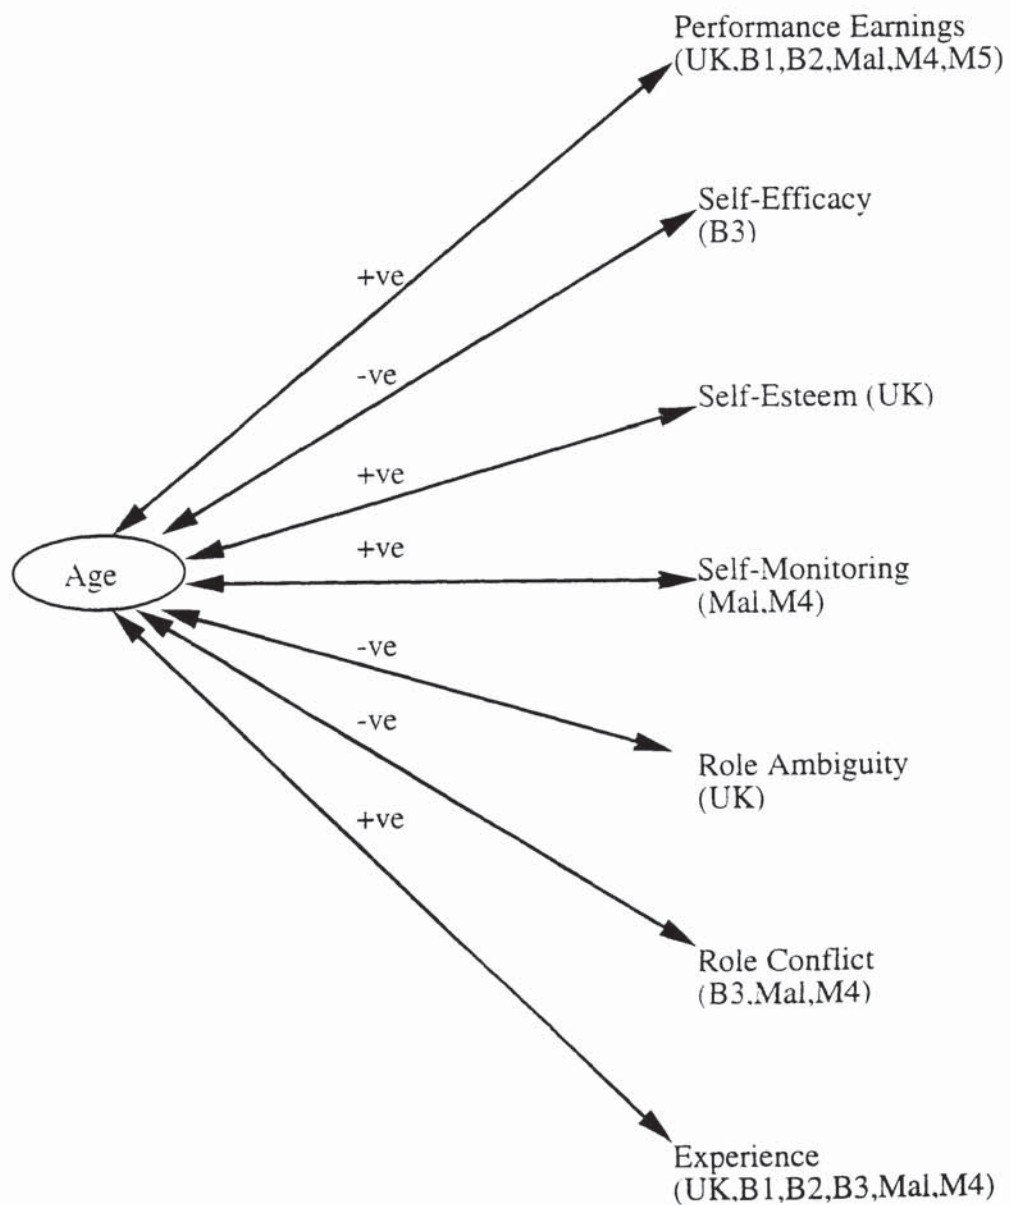 Performance Earnings
(UK,B1,B2,Mal,M4,M5)
Self-Efficacy
(B3)
+ve
-ve
Self-Esteem (UK)
+ve
+ve
Age
Self-Monitoring
(Mal,M4)
-ve
-ve
Role Ambiguity
(UK)
+ve
Role Conflict
(B3,Mal,M4)
Experience
(UK,B1,B2,B3,Mal,M4)